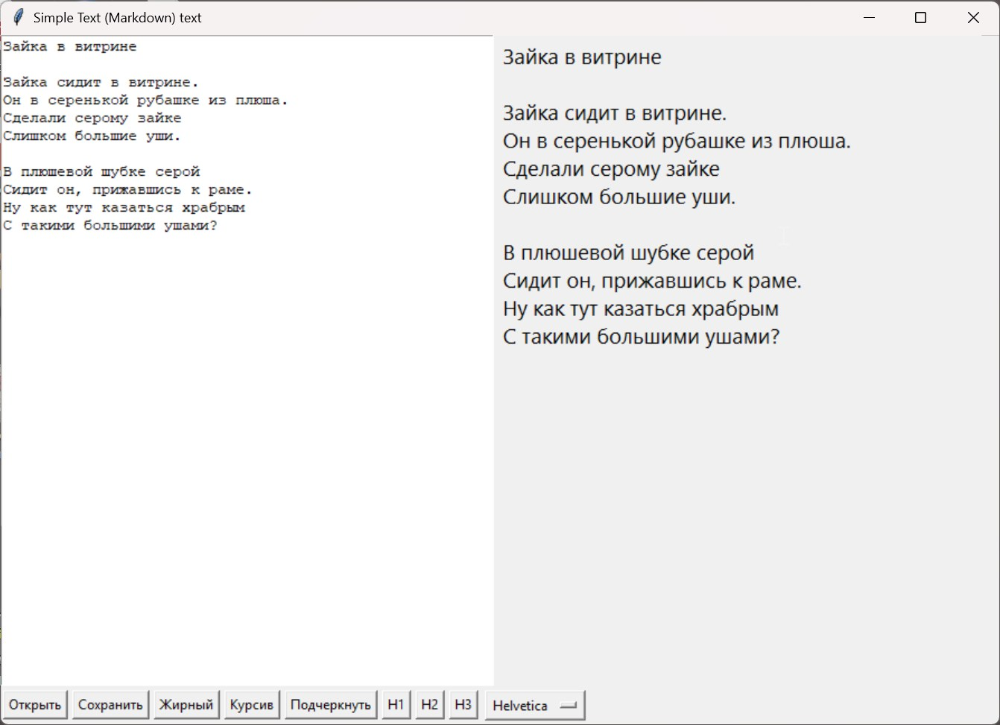 Simple Text (Markdown) text
Зайка в витрине
Зайка сидит в витрине.
Он в серенькой рубашке из плюша.
Сделали серому зайке
Слишком большие уши.
В плюшевой шубке серой
Сидит он, прижавшись к раме.
Ну как тут казаться храбрым
С такими большими ушами?
Зайка в витрине
Зайка сидит в витрине.
Он в серенькой рубашке из плюша.
Сделали серому зайке
Слишком большие уши.
В плюшевой шубке серой
Сидит он, прижавшись к раме.
Ну как тут казаться храбрым
С такими большими ушами?
Открыть Сохранить Жирный Курсив Подчеркнуть H1 H2 H3 Helvetica